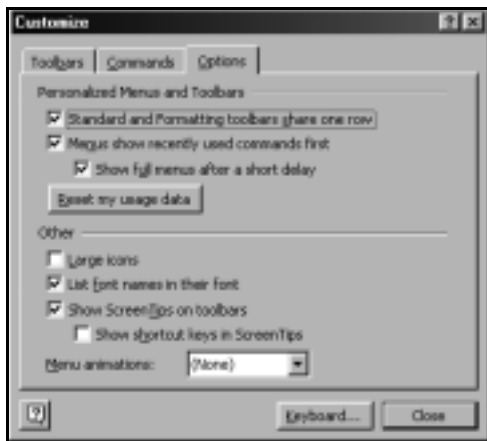 Customize
Toolbars Commands Options
Personalized Menus and Toolbars
Standard and Formatting toolbars share one row
Menus show recently used commands first
Show full menus after a short delay
Reset my usage data
Other
Large icons
List font names in their font
Show ScreenTips on toolbars
Show shortcut keys in ScreenTips
Menu animations: (None)
Keyboard... Close